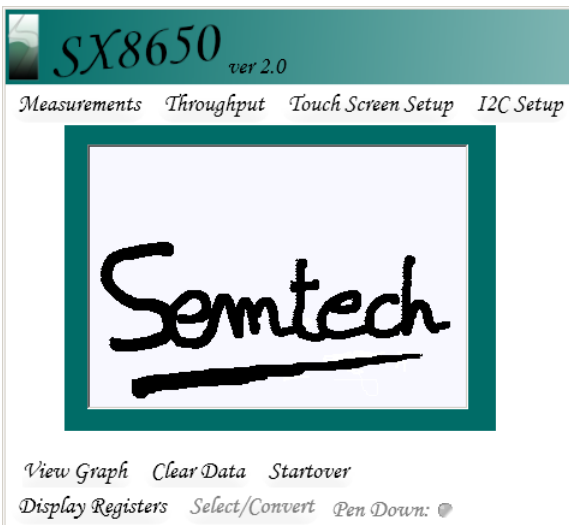 SX8650 ver 2.0
Measurements Throughput Touch Screen Setup I2C Setup
Semtech
View Graph Clear Data Startover
Display Registers Select/Convert Pen Down: